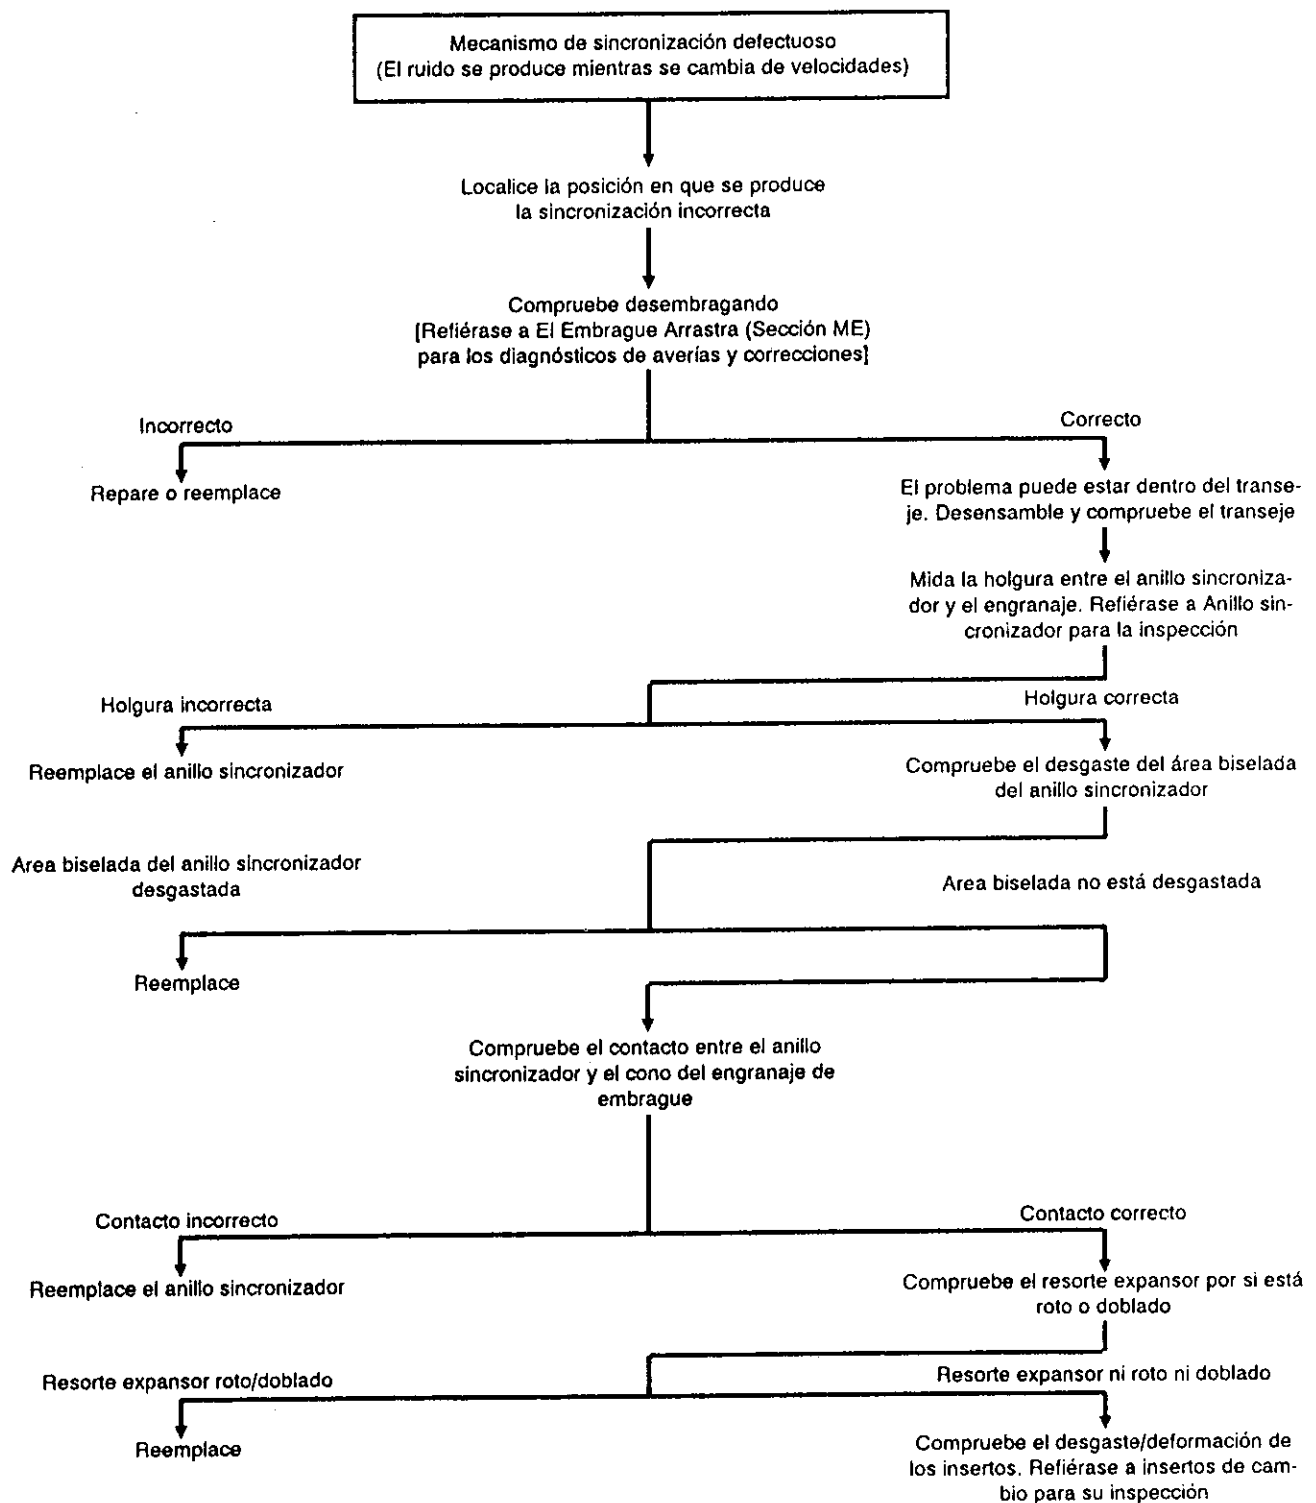 Mecanismo de sincronización defectuoso
(El ruido se produce mientras se cambia de velocidades)
Localice la posición en que se produce
la sincronización incorrecta
Compruebe desembragando
[Refiérase a El Embrague Arrastra (Sección ME)
para los diagnósticos de averías y correcciones]
Incorrecto
Correcto
Repare o reemplace
El problema puede estar dentro del transe-
je. Desensamble y compruebe el transeje
Mida la holgura entre el anillo sincroniza-
dor y el engranaje. Refiérase a Anillo sin-
cronizador para la inspección
Holgura incorrecta
Holgura correcta
Reemplace el anillo sincronizador
Compruebe el desgaste del área biselada
del anillo sincronizador
Area biselada del anillo sincronizador
desgastada
Area biselada no está desgastada
Reemplace
Compruebe el contacto entre el anillo
sincronizador y el cono del engranaje de
embrague
Contacto incorrecto
Contacto correcto
Reemplace el anillo sincronizador
Compruebe el resorte expansor por si está
roto o doblado
Resorte expansor roto/doblado
Resorte expansor ni roto ni doblado
Reemplace
Compruebe el desgaste/deformación de
los insertos. Refiérase a insertos de cam-
bio para su inspección